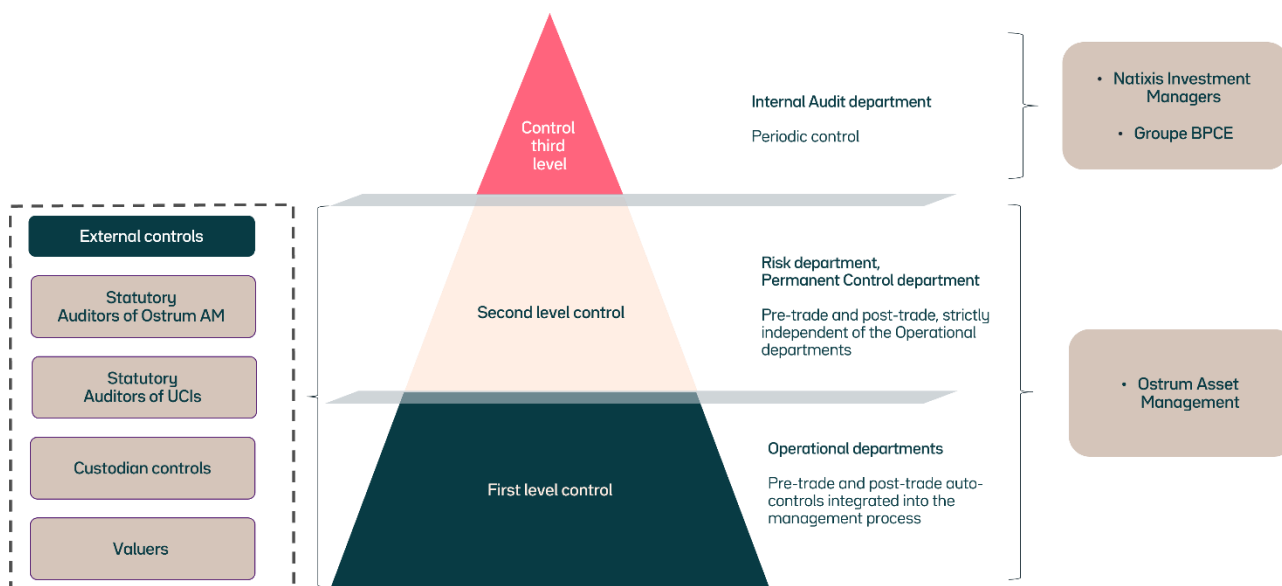 External controls
Statutory
Auditors of Ostrum AM
Statutory
Auditors of UCIs
Custodian controls
Valuers
Control
third
level
Second level control
First level control
Internal Audit department
Periodic control
Risk department,
Permanent Control department
Pre-trade and post-trade, strictly
independent of the Operational
departments
Operational departments
Pre-trade and post-trade auto-
controls integrated into the
management process
• Natixis Investment
Managers
• Groupe BPCE
• Ostrum Asset
Management